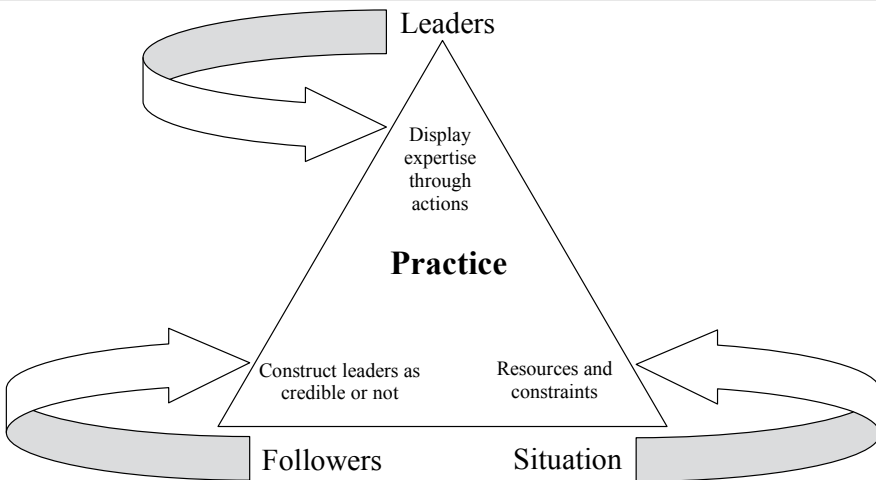 Leaders
Display
expertise
through
actions
Practice
Construct leaders as
credible or not
Resources and
constraints
Followers
Situation